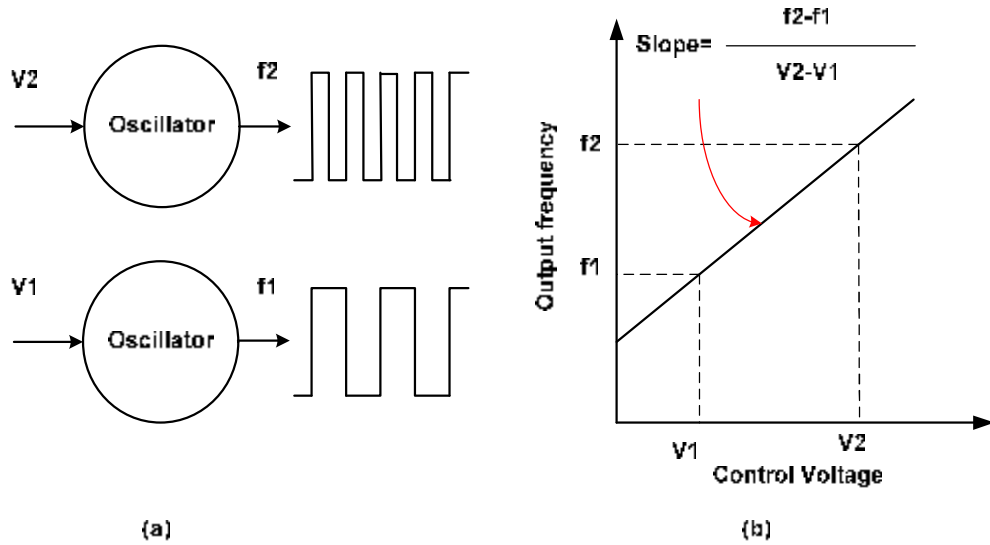 V2
f2
Oscillator
V1
f1
Oscillator
(a)
f2-f1
Slope=
V2-V1
Output frequency
f2
f1
V1
V2
Control Voltage
(b)